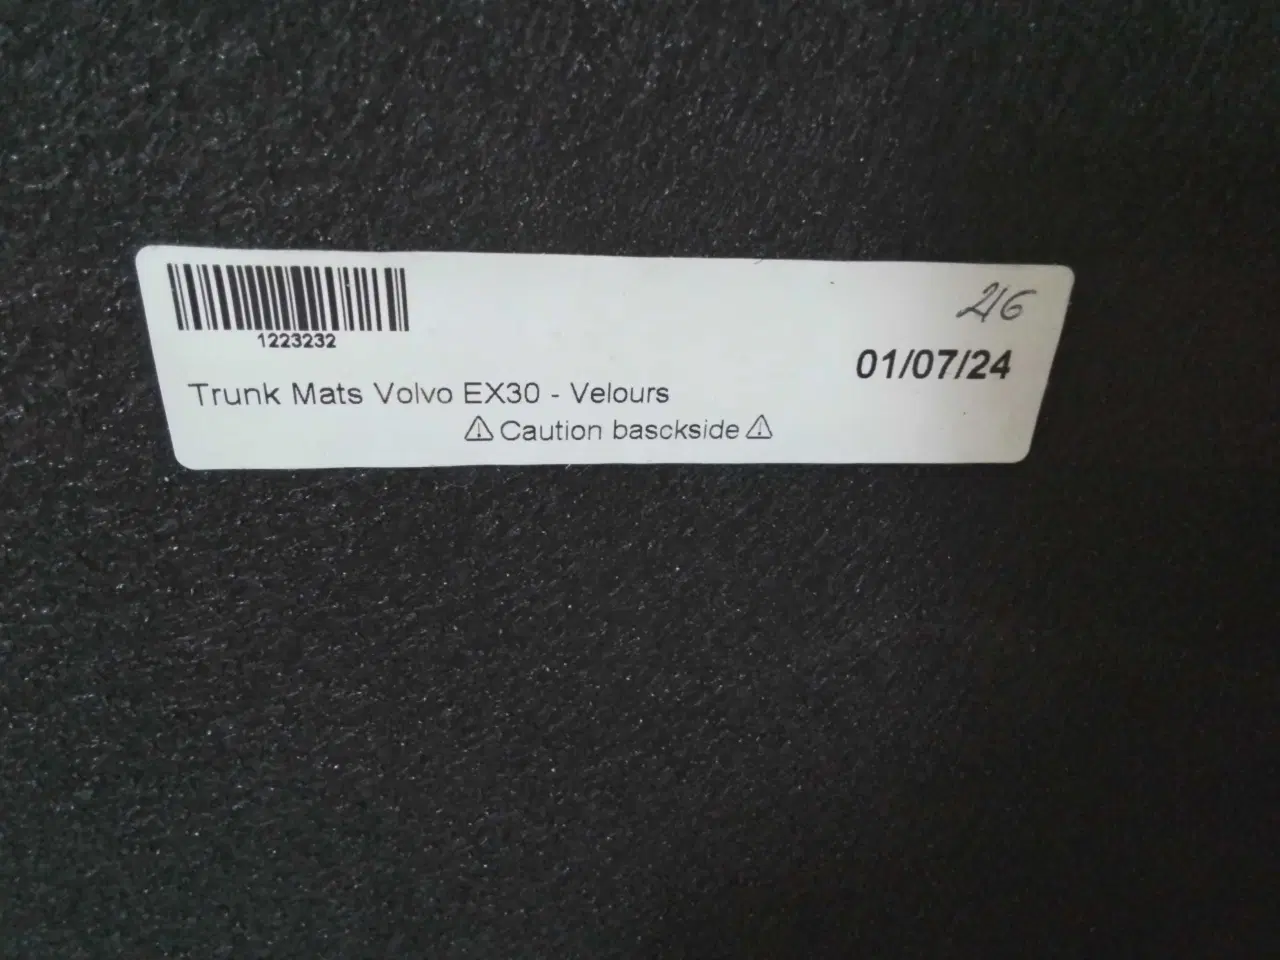 1223232
216
01/07/24
Trunk Mats Volvo EX30 - Velours
⚠ Caution basckside ⚠